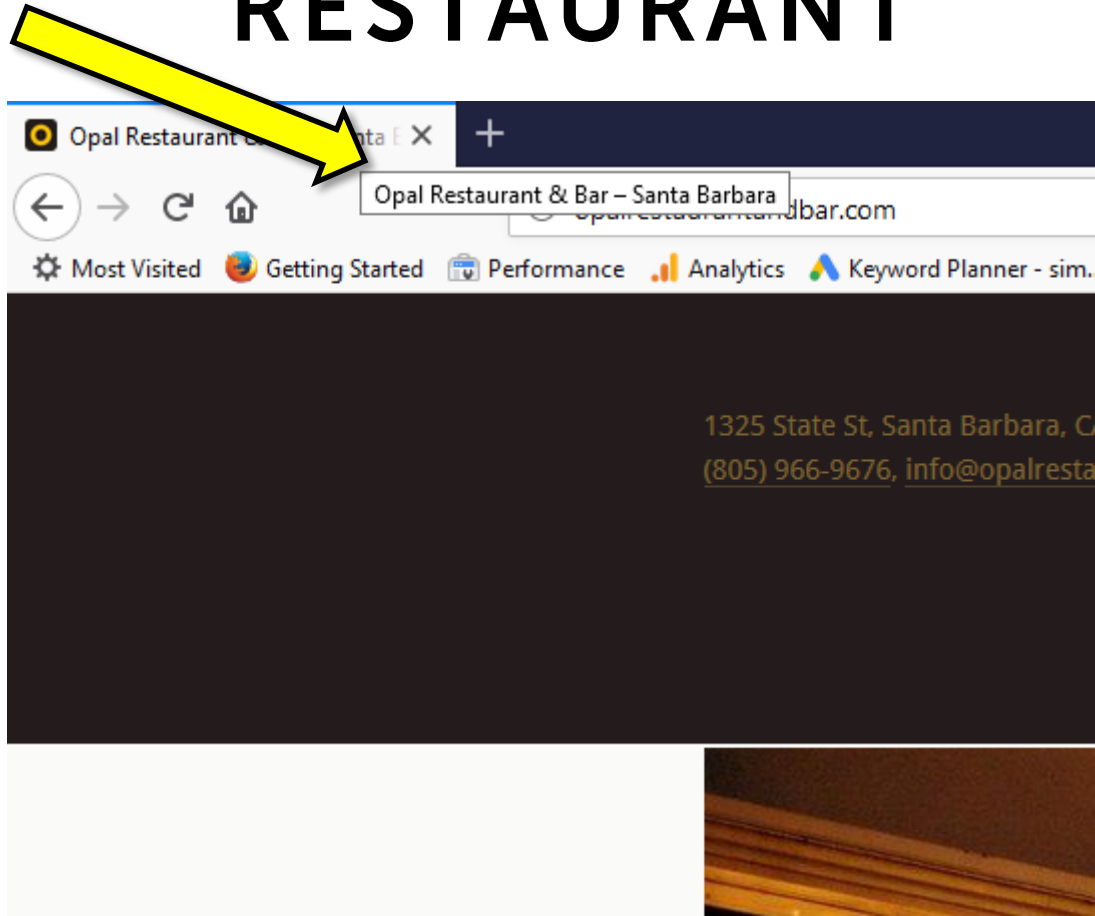 RESTAURANT
Opal Restaurant
Opal Restaurant & Bar – Santa Barbara
dbar.com
Most Visited Getting Started Performance Analytics Keyword Planner - sim..
1325 State St, Santa Barbara, CA
(805) 966-9676, info@opalresta